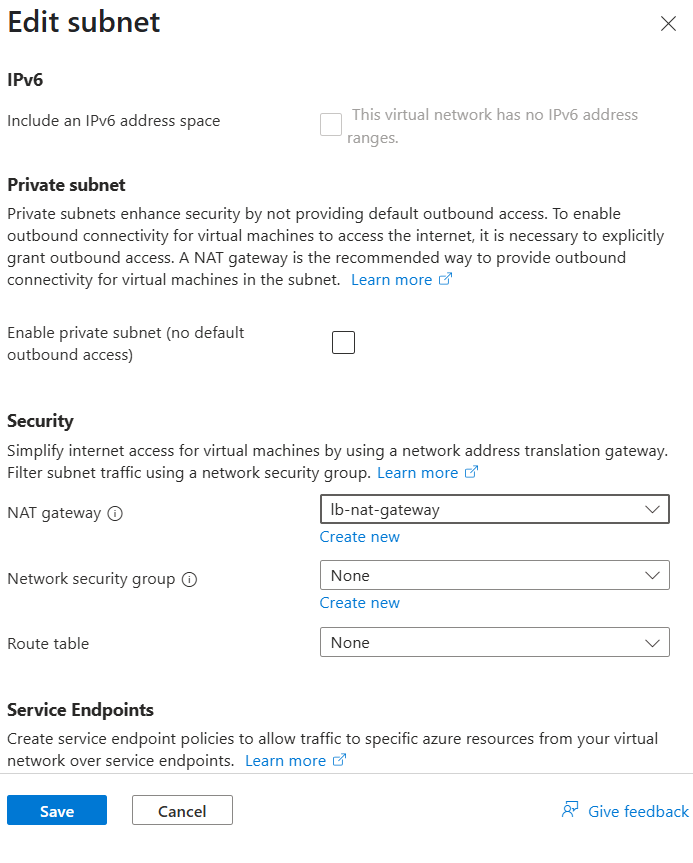 Edit subnet
IPv6
Include an IPv6 address space
This virtual network has no IPv6 address
ranges.
Private subnet
Private subnets enhance security by not providing default outbound access. To enable
outbound connectivity for virtual machines to access the internet, it is necessary to explicitly
grant outbound access. A NAT gateway is the recommended way to provide outbound
connectivity for virtual machines in the subnet. Learn more
Enable private subnet (no default
outbound access)
Security
Simplify internet access for virtual machines by using a network address translation gateway.
Filter subnet traffic using a network security group. Learn more
NAT gateway
lb-nat-gateway
Create new
Network security group
None
Create new
Route table
None
Service Endpoints
Create service endpoint policies to allow traffic to specific azure resources from your virtual
network over service endpoints. Learn more
Save
Cancel
Give feedback